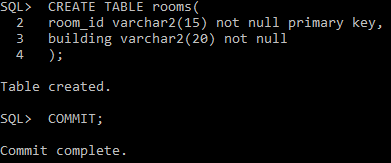 SQL>  CREATE TABLE rooms(
  2   room_id varchar2(15) not null primary key,
  3   building varchar2(20) not null
  4   );
Table created.
SQL>  COMMIT;
Commit complete.